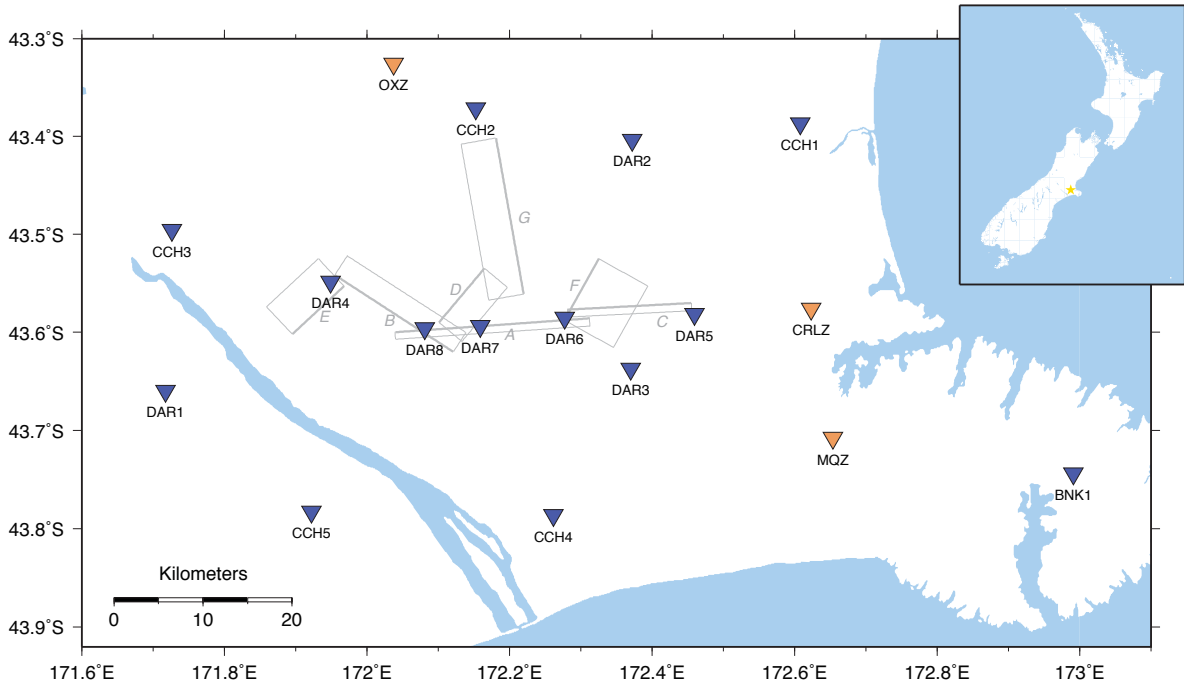 43.3°S
43.4°S
43.5°S
43.6°S
43.7°S
43.8°S
43.9°S
OXZ
CCH2
DAR2
CCH1
G
CCH3
DAR4
E
B
D
F
DAR8
DAR7
A
DAR6
C
DAR5
CRLZ
DAR3
DAR1
MQZ
BNK1
CCH5
CCH4
Kilometers
0 10 20
171.6°E 171.8°E 172°E 172.2°E 172.4°E 172.6°E 172.8°E 173°E